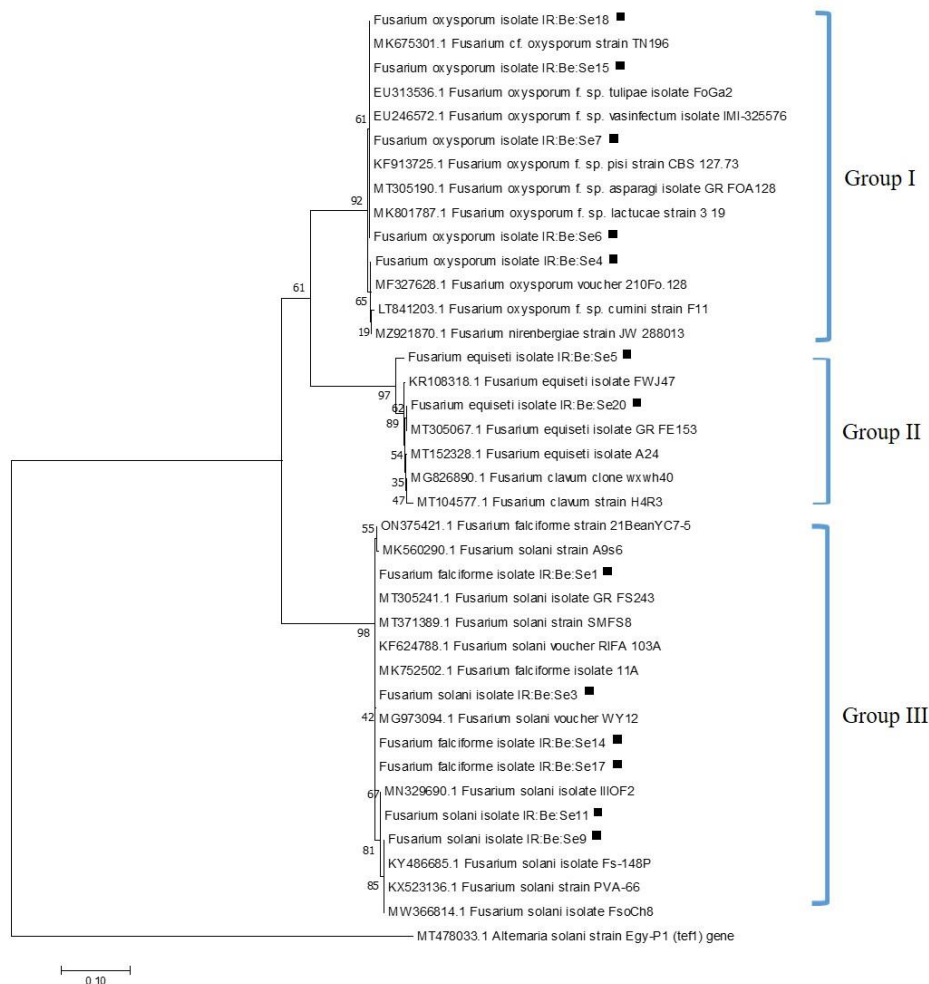 Fusarium oxysporum isolate IR:Be:Se18
MK675301.1 Fusarium cf. oxysporum strain TN196
Fusarium oxysporum isolate IR:Be:Se15
EU313536.1 Fusarium oxysporum f. sp. tulipae isolate FoGa2
EU246572.1 Fusarium oxysporum f. sp. vasinfectum isolate IMI-325576
61
Fusarium oxysporum isolate IR:Be:Se7
KF913725.1 Fusarium oxysporum f. sp. pisi strain CBS 127.73
Group I
MT305190.1 Fusarium oxysporum f. sp. asparagi isolate GR FOA128
92
MK801787.1 Fusarium oxysporum f. sp. lactucae strain 3 19
Fusarium oxysporum isolate IR:Be:Se6
Fusarium oxysporum isolate IR:Be:Se4
MF327628.1 Fusarium oxysporum voucher 210Fo.128
61
65
LT841203.1 Fusarium oxysporum f. sp. cumini strain F11
19
MZ921870.1 Fusarium nirenbergiae strain JW 288013
Fusarium equiseti isolate IR:Be:Se5
KR108318.1 Fusarium equiseti isolate FWJ47
97
62
Fusarium equiseti isolate IR:Be:Se20
89
MT305067.1 Fusarium equiseti isolate GR FE153
Group II
54
MT152328.1 Fusarium equiseti isolate A24
MG826890.1 Fusarium clavum clone wxwh40
35
47
MT104577.1 Fusarium clavum strain H4R3
55
ON375421.1 Fusarium falciforme strain 21BeanYC7-5
MK560290.1 Fusarium solani strain A9s6
Fusarium falciforme isolate IR:Be:Se1
MT305241.1 Fusarium solani isolate GR FS243
MT371389.1 Fusarium solani strain SMFS8
98
KF624788.1 Fusarium solani voucher RIFA 103A
MK752502.1 Fusarium falciforme isolate 11A
Fusarium solani isolate IR:Be:Se3
42
MG973094.1 Fusarium solani voucher WY12
Group III
Fusarium falciforme isolate IR:Be:Se14
Fusarium falciforme isolate IR:Be:Se17
67
MN329690.1 Fusarium solani isolate IIIOF2
Fusarium solani isolate IR:Be:Se11
Fusarium solani isolate IR:Be:Se9
81
KY486685.1 Fusarium solani isolate Fs-148P
85
KX523136.1 Fusarium solani strain PVA-66
MW366814.1 Fusarium solani isolate FsoCh8
MT478033.1 Alternaria solani strain Egy-P1 (tef1) gene
0.10